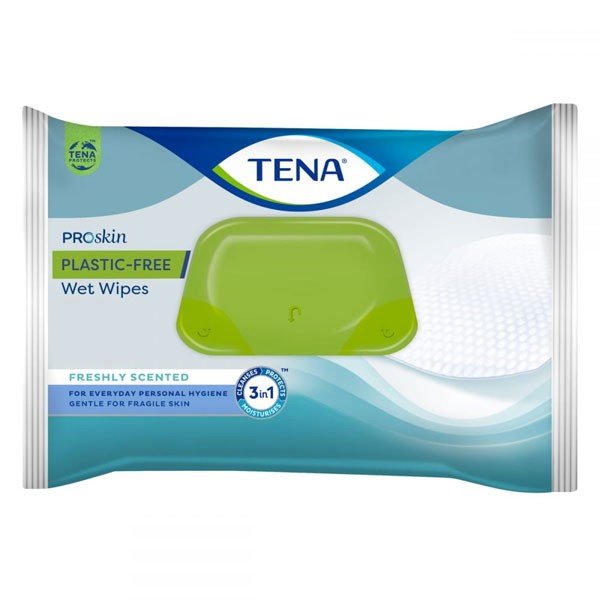 TENA
PROTECTS
TENA®
PROskin
PLASTIC-FREE
Wet Wipes
FRESHLY SCENTED
FOR EVERYDAY PERSONAL HYGIENE
GENTLE FOR FRAGILE SKIN
CLEANSES PROTECTS
3in1
MOISTURISES
™